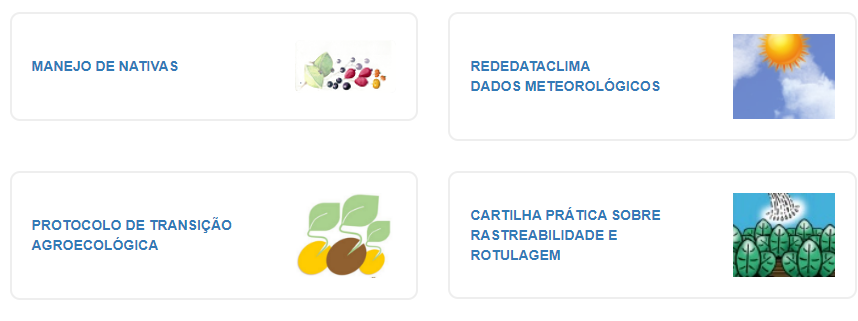 MANEJO DE NATIVAS
REDEDATACLIMA
DADOS METEOROLÓGICOS
PROTOCOLO DE TRANSIÇÃO
AGROECOLÓGICA
CARTILHA PRÁTICA SOBRE
RASTREABILIDADE E
ROTULAGEM